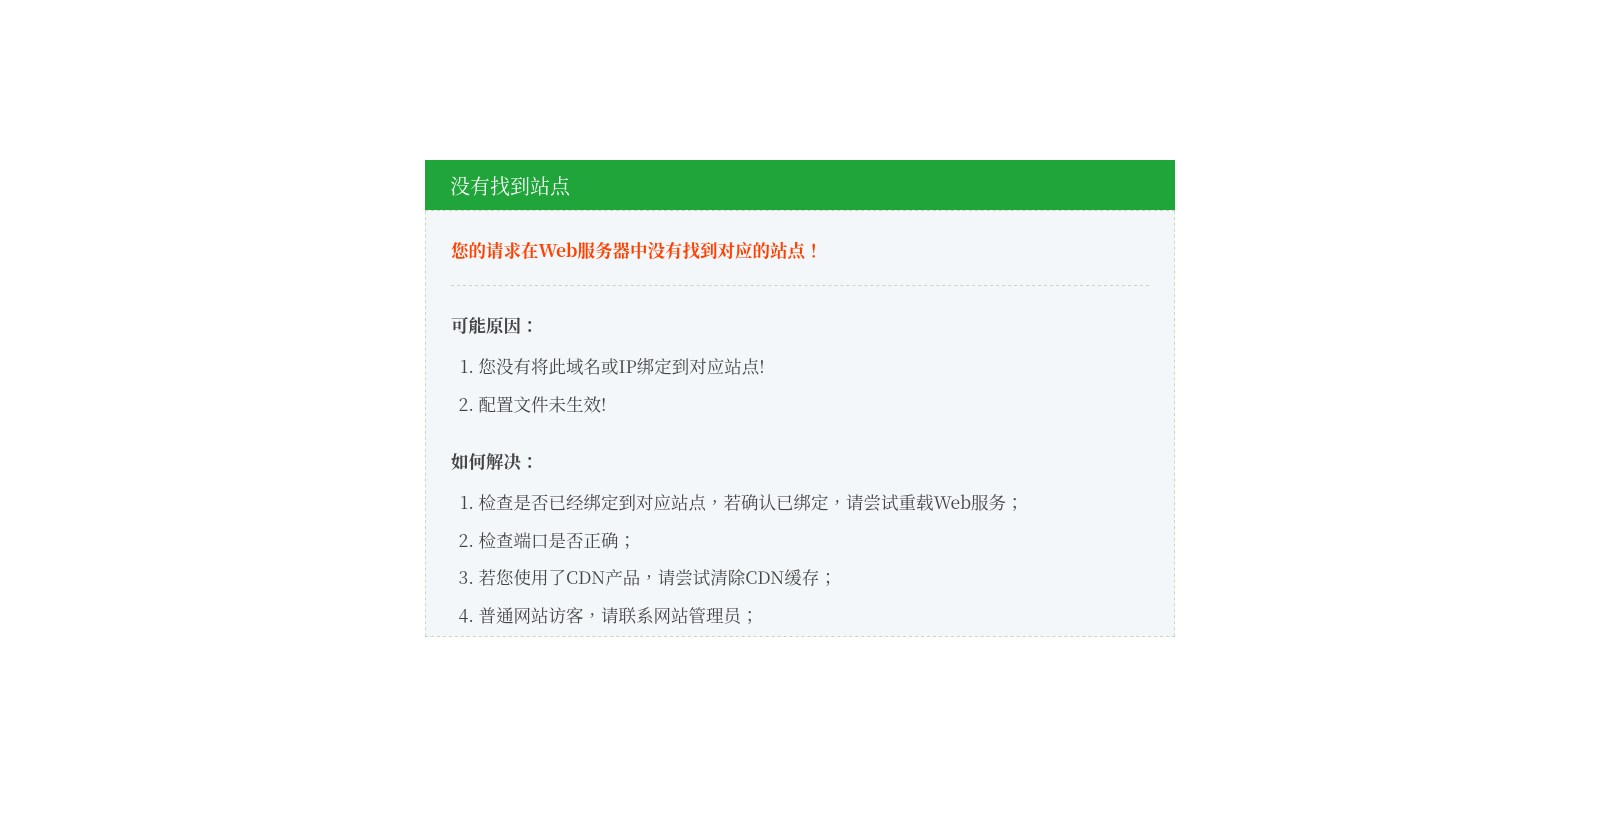 没有找到站点
您的请求在Web服务器中没有找到对应的站点！
可能原因：
1. 您没有将此域名或IP绑定到对应站点!
2. 配置文件未生效!
如何解决：
1. 检查是否已经绑定到对应站点，若确认已绑定，请尝试重载Web服务；
2. 检查端口是否正确；
3. 若您使用了CDN产品，请尝试清除CDN缓存；
4. 普通网站访客，请联系网站管理员；